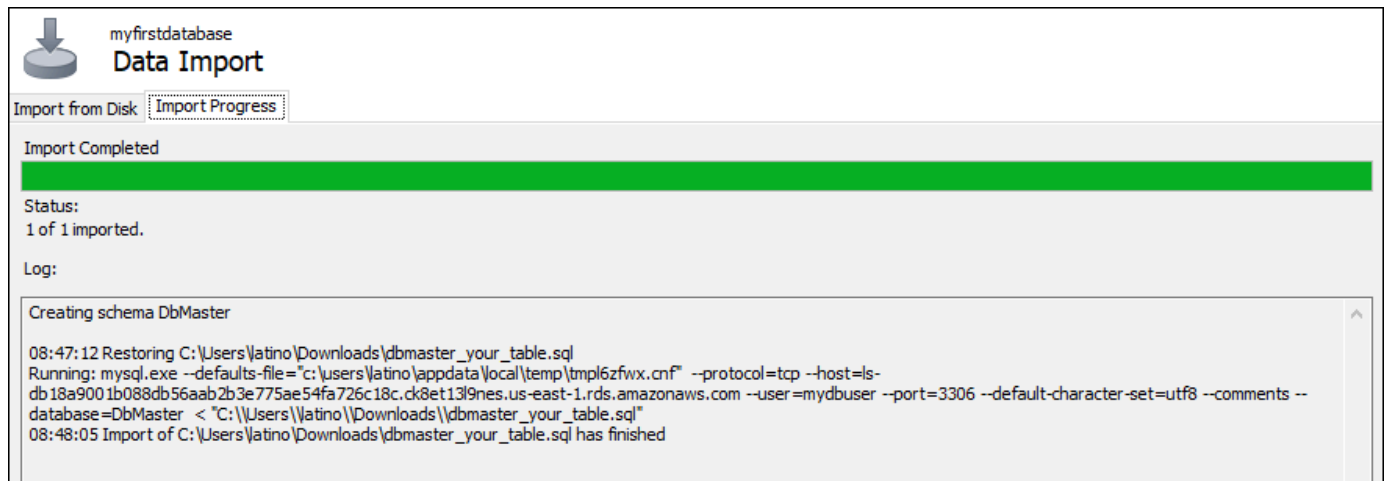 myfirstdatabase
Data Import
Import from Disk Import Progress
Import Completed
Status:
1 of 1 imported.
Log:
Creating schema DbMaster
08:47:12 Restoring C:\Users\latino\Downloads\dbmaster_your_table.sql
Running: mysql.exe --defaults-file="c:\users\latino\appdata\local\temp\tmpl6zfwx.cnf" --protocol=tcp --host=ls-
db18a9001b088db56aab2b3e775ae54fa726c18c.ck8et13l9nes.us-east-1.rds.amazonaws.com --user=mydbuser --port=3306 --default-character-set=utf8 --comments --
database=DbMaster < "C:\\Users\\latino\\Downloads\\dbmaster_your_table.sql"
08:48:05 Import of C:\Users\latino\Downloads\dbmaster_your_table.sql has finished